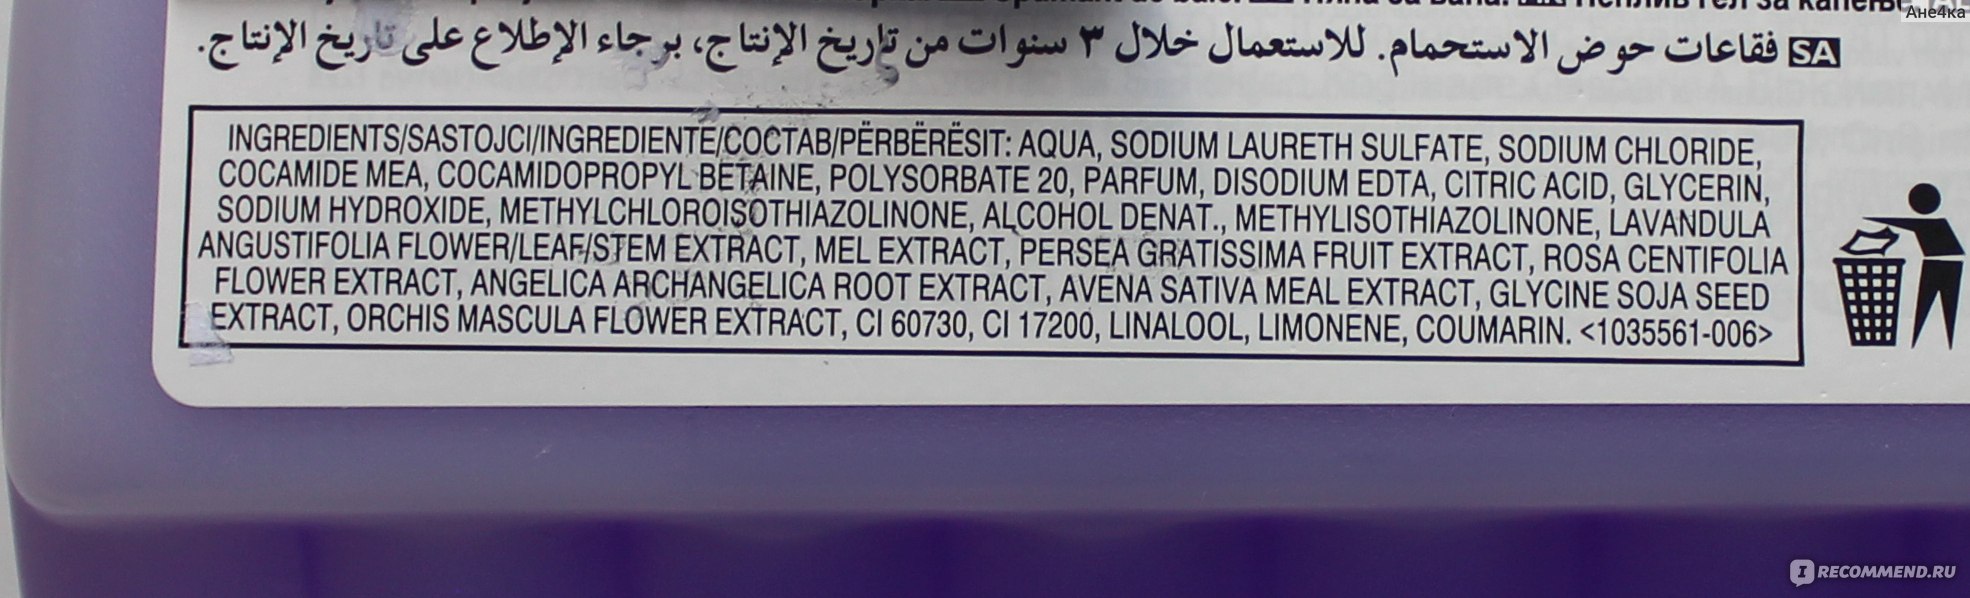 Ане4ка
SA فقاعات حوض الاستحمام. للاستعمال خلال ٣ سنوات من تاريخ الإنتاج، برجاء الإطلاع على تاريخ الإنتاج.
INGREDIENTS/SASTOJCI/INGREDIENTE/СОСТАВ/PËRBËRËSIT: AQUA, SODIUM LAURETH SULFATE, SODIUM CHLORIDE,
COCAMIDE MEA, COCAMIDOPROPYL BETAINE, POLYSORBATE 20, PARFUM, DISODIUM EDTA, CITRIC ACID, GLYCERIN,
SODIUM HYDROXIDE, METHYLCHLOROISOTHIAZOLINONE, ALCOHOL DENAT., METHYLISOTHIAZOLINONE, LAVANDULA
ANGUSTIFOLIA FLOWER/LEAF/STEM EXTRACT, MEL EXTRACT, PERSEA GRATISSIMA FRUIT EXTRACT, ROSA CENTIFOLIA
FLOWER EXTRACT, ANGELICA ARCHANGELICA ROOT EXTRACT, AVENA SATIVA MEAL EXTRACT, GLYCINE SOJA SEED
EXTRACT, ORCHIS MASCULA FLOWER EXTRACT, CI 60730, CI 17200, LINALOOL, LIMONENE, COUMARIN. <1035561-006>
I RECOMMEND.RU